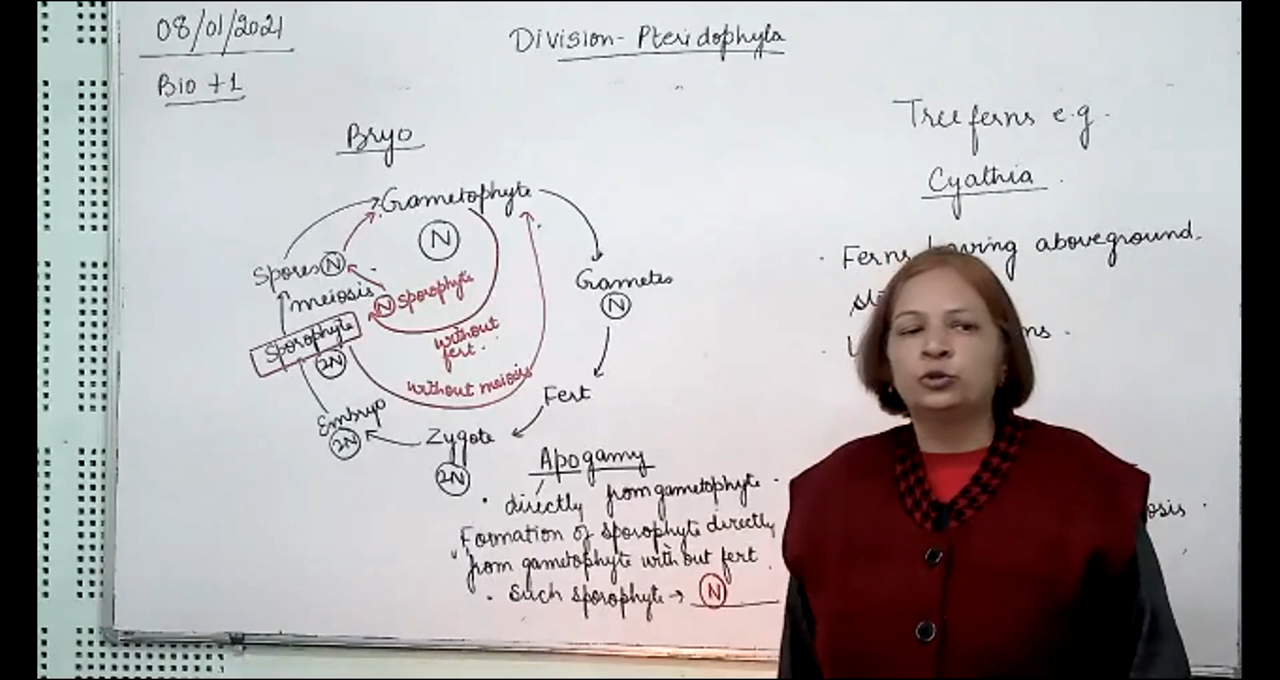 08/01/2021
Bio +1
Division- Pteridophyta
Bryo
Gametophyte
N
Gametes
N
Fert
Zygote
2N
Embryo
2N
Sporophyte
2N
meiosis
Spores N
N Sporophyte
without
fert.
without meiosis
Apogamy
directly from gametophyte.
Formation of sporophyte directly
from gametophyte without fert
. Such sporophyte → N
Tree ferns e.g.
Cyathia.
. Ferns having aboveground.